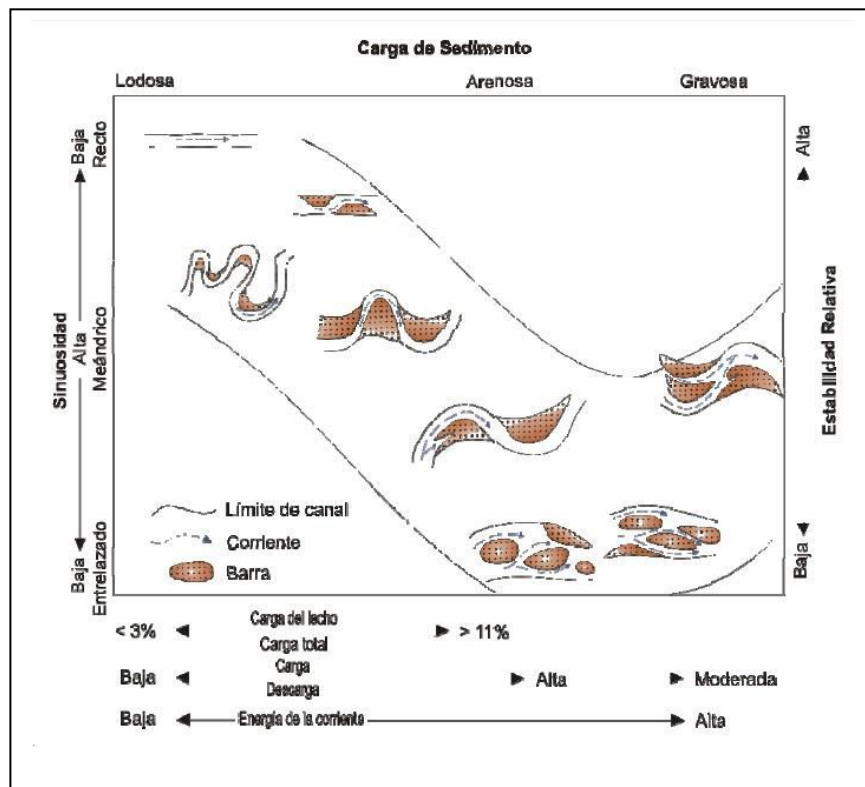 Carga de Sedimento
Lodosa Arenosa Gravosa
Baja
Recto
Sinuosidad
Alta
Meándrico
Baja
Entrelazado
Alta
Estabilidad Relativa
Baja
Límite de canal
Corriente
Barra
< 3% Carga del lecho > 11%
Carga total
Baja Carga Alta Moderada
Descarga
Baja Energía de la corriente Alta